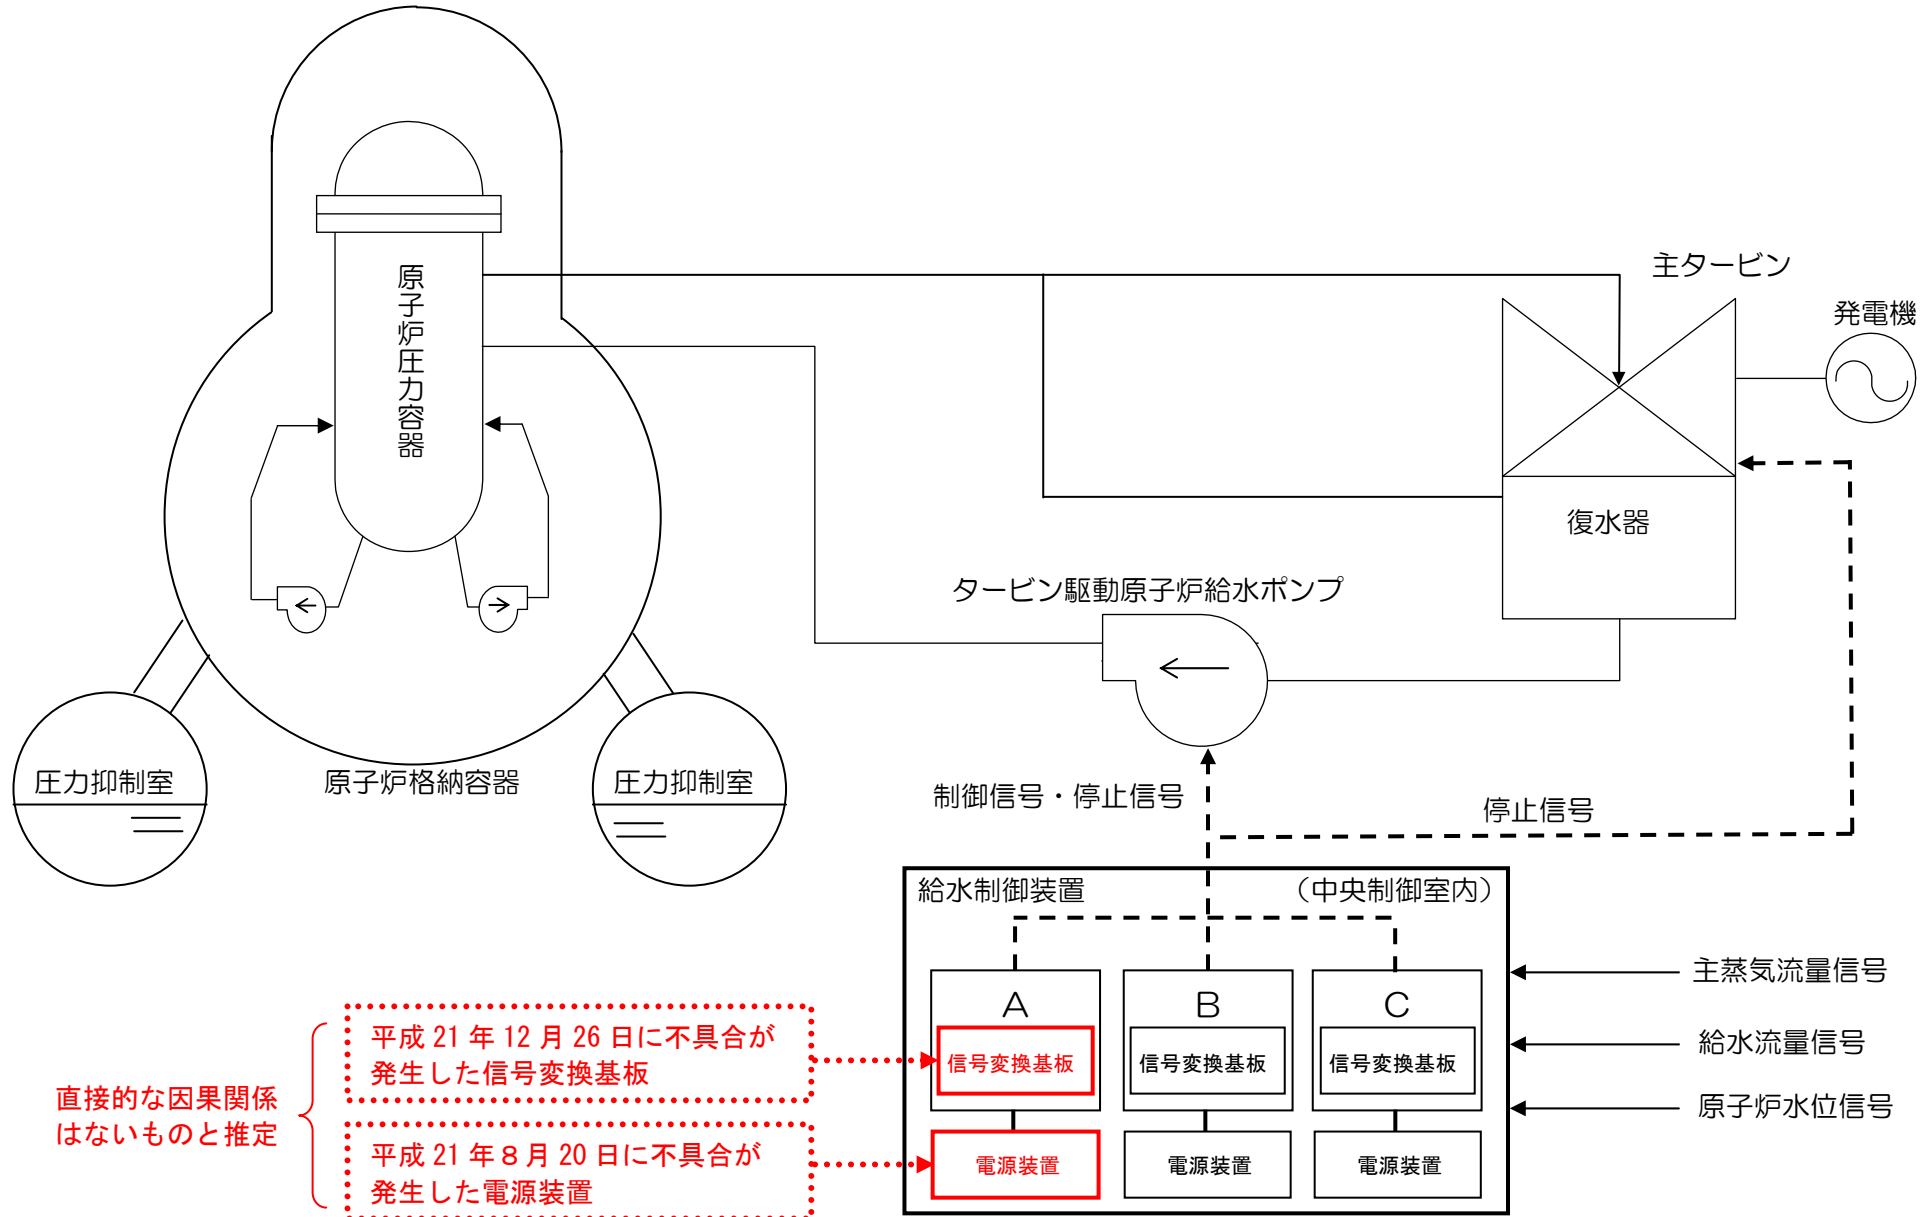 主タービン
発電機
原子炉圧力容器
復水器
タービン駆動原子炉給水ポンプ
圧力抑制室
原子炉格納容器
圧力抑制室
制御信号・停止信号
停止信号
給水制御装置
（中央制御室内）
主蒸気流量信号
給水流量信号
原子炉水位信号
A
B
C
信号変換基板
信号変換基板
信号変換基板
電源装置
電源装置
電源装置
平成 21 年 12 月 26 日に不具合が
発生した信号変換基板
直接的な因果関係
はないものと推定
平成 21 年８月 20 日に不具合が
発生した電源装置